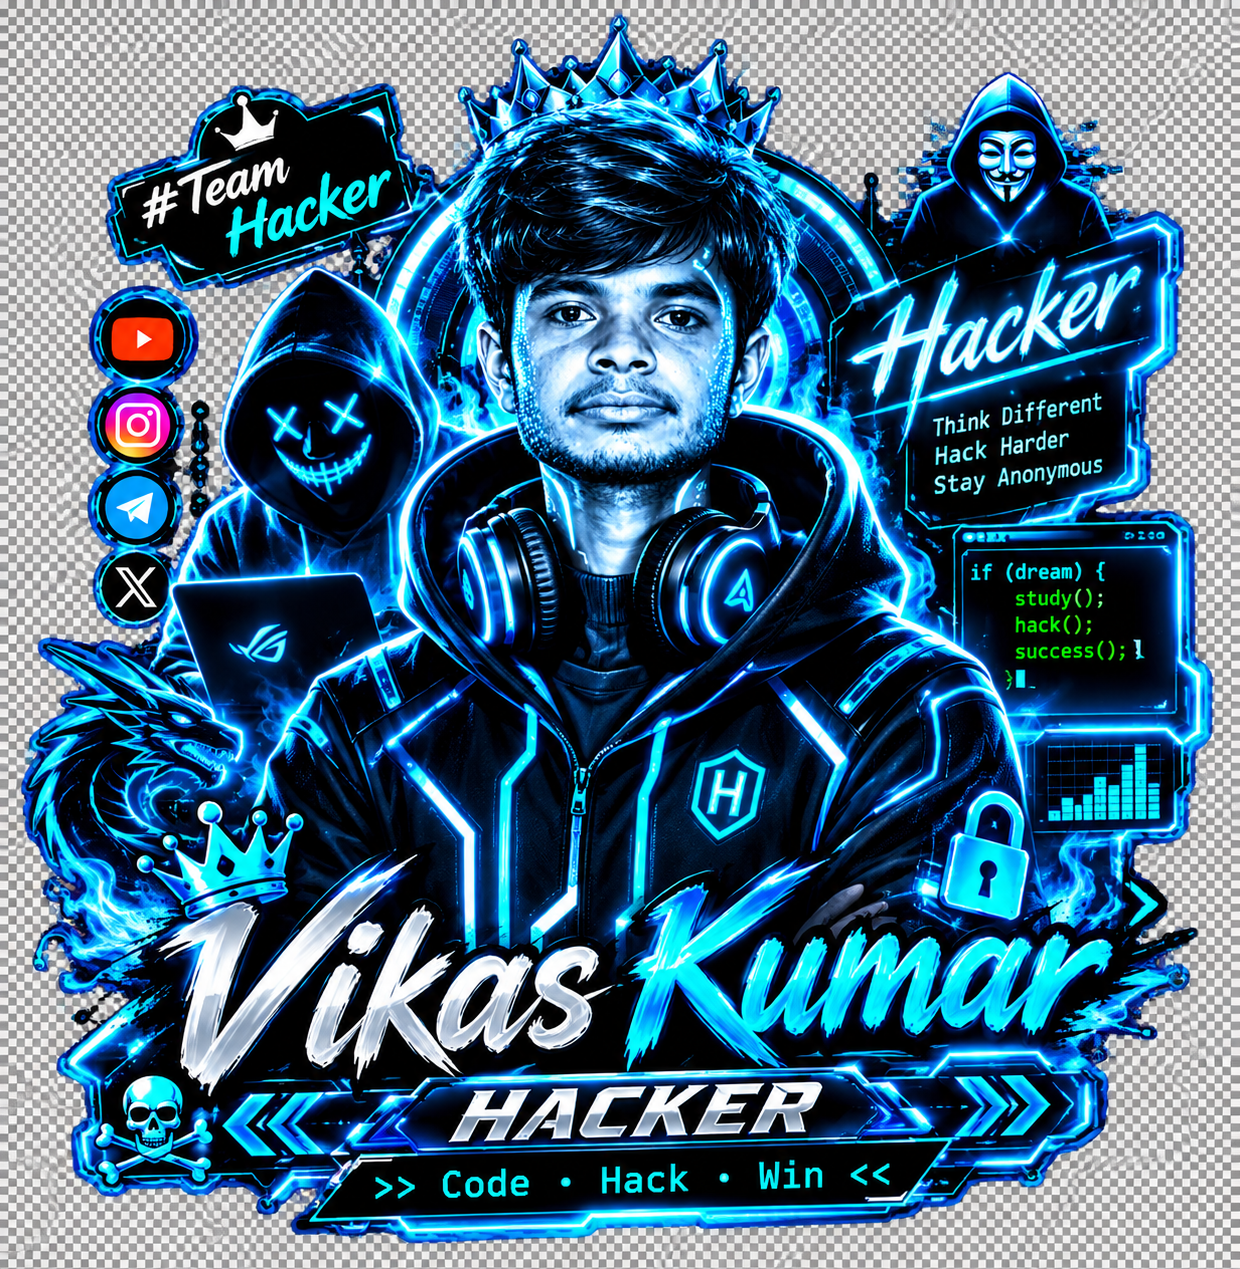 #Team
Hacker
Hacker
Think Different
Hack Harder
Stay Anonymous
if (dream) {
study();
hack();
success();
}
H
Vikas Kumar
HACKER
>> Code • Hack • Win <<